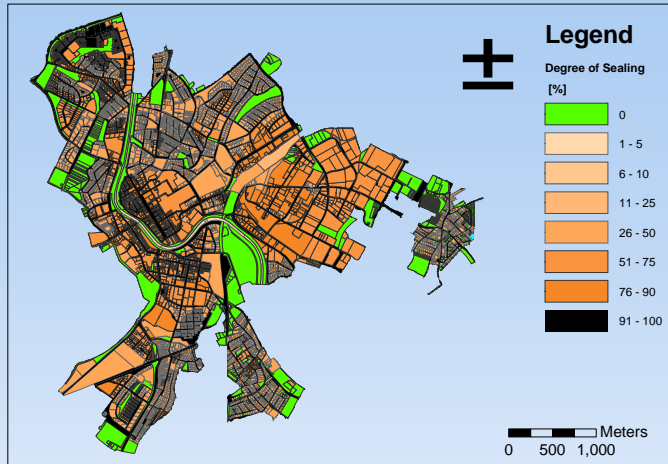 Legend
Degree of Sealing
[%]
0
1 - 5
6 - 10
11 - 25
26 - 50
51 - 75
76 - 90
91 - 100
Meters
0 500 1,000